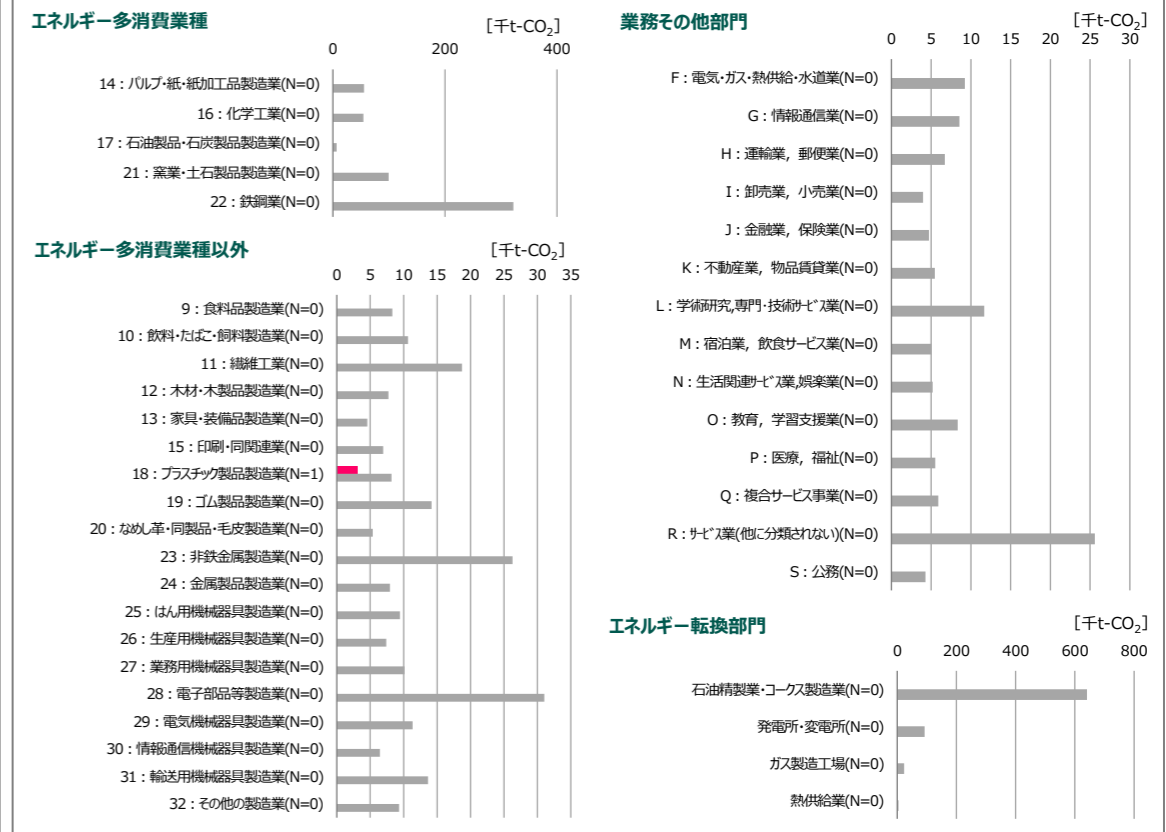 エネルギー多消費業種
[千t-CO2]
0 200 400
14：パルプ・紙・紙加工品製造業(N=0)
16：化学工業(N=0)
17：石油製品・石炭製品製造業(N=0)
21：窯業・土石製品製造業(N=0)
22：鉄鋼業(N=0)
エネルギー多消費業種以外
[千t-CO2]
0 5 10 15 20 25 30 35
9：食料品製造業(N=0)
10：飲料・たばこ・飼料製造業(N=0)
11：繊維工業(N=0)
12：木材・木製品製造業(N=0)
13：家具・装備品製造業(N=0)
15：印刷・同関連業(N=0)
18：プラスチック製品製造業(N=1)
19：ゴム製品製造業(N=0)
20：なめし革・同製品・毛皮製造業(N=0)
23：非鉄金属製造業(N=0)
24：金属製品製造業(N=0)
25：はん用機械器具製造業(N=0)
26：生産用機械器具製造業(N=0)
27：業務用機械器具製造業(N=0)
28：電子部品等製造業(N=0)
29：電気機械器具製造業(N=0)
30：情報通信機械器具製造業(N=0)
31：輸送用機械器具製造業(N=0)
32：その他の製造業(N=0)
業務その他部門
[千t-CO2]
0 5 10 15 20 25 30
F：電気・ガス・熱供給・水道業(N=0)
G：情報通信業(N=0)
H：運輸業，郵便業(N=0)
I：卸売業，小売業(N=0)
J：金融業，保険業(N=0)
K：不動産業，物品賃貸業(N=0)
L：学術研究,専門・技術ｻｰﾋﾞｽ業(N=0)
M：宿泊業，飲食サービス業(N=0)
N：生活関連ｻｰﾋﾞｽ業,娯楽業(N=0)
O：教育，学習支援業(N=0)
P：医療，福祉(N=0)
Q：複合サービス事業(N=0)
R：ｻｰﾋﾞｽ業(他に分類されない)(N=0)
S：公務(N=0)
エネルギー転換部門
[千t-CO2]
0 200 400 600 800
石油精製業・コークス製造業(N=0)
発電所・変電所(N=0)
ガス製造工場(N=0)
熱供給業(N=0)